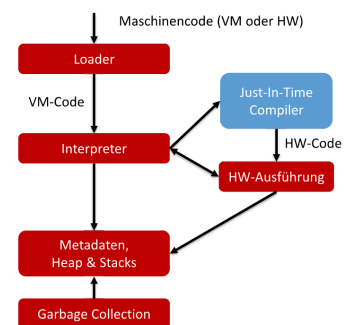 Maschinencode (VM oder HW)
Loader
VM-Code
Just-In-Time
Compiler
HW-Code
Interpreter
HW-Ausführung
Metadaten,
Heap & Stacks
Garbage Collection